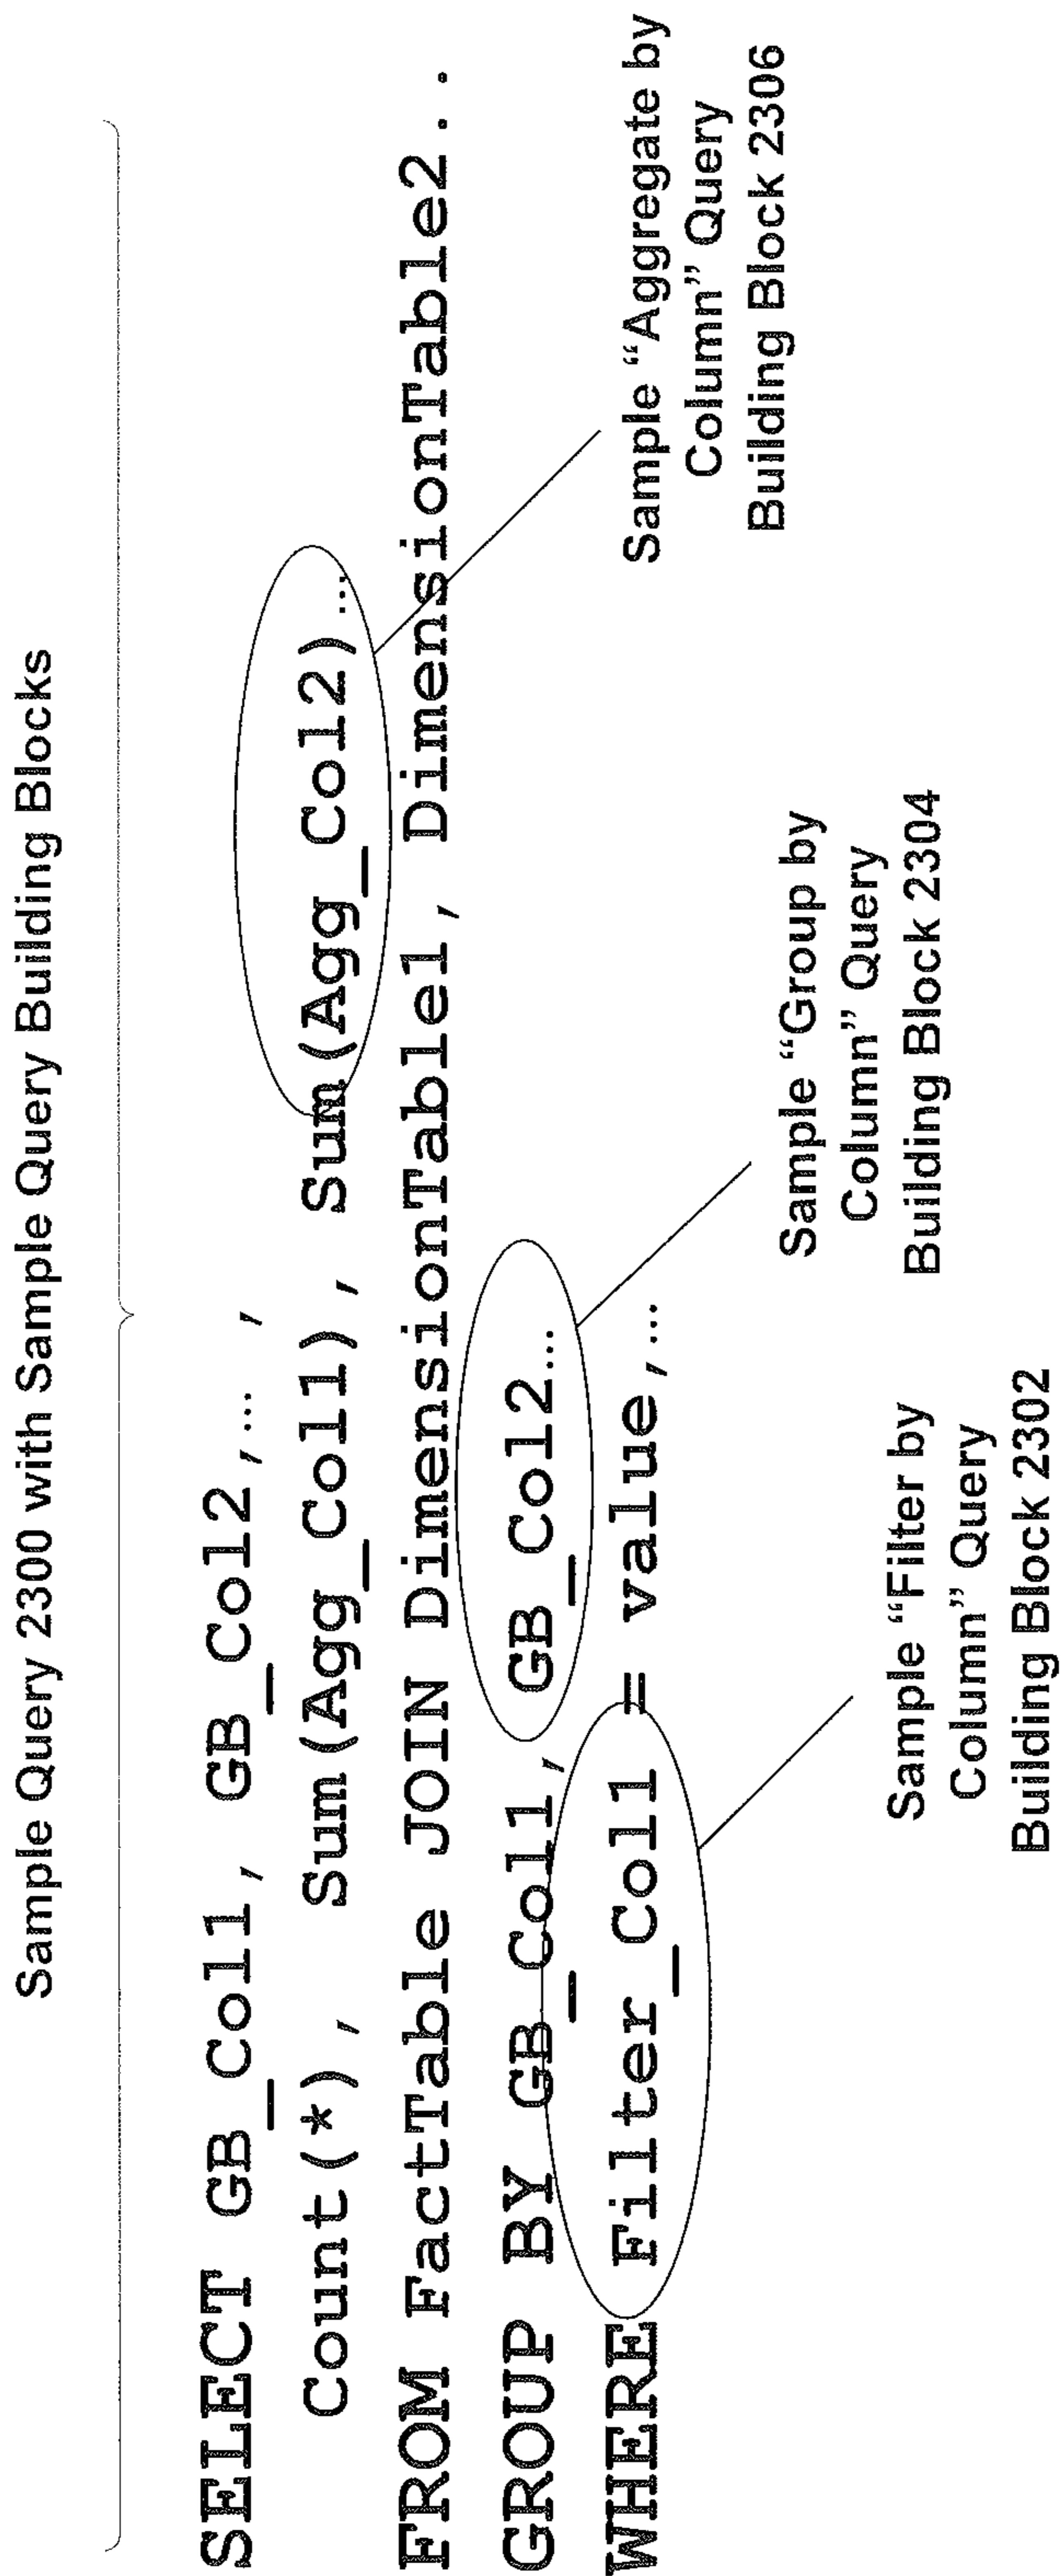 Sample Query 2300 with Sample Query Building Blocks
SELECT GB_Col1, GB_Col2,... ,
Count(*), Sum(Agg_Col1), Sum(Agg_Col2)...
FROM FactTable JOIN DimensionTable1, DimensionTable2...
GROUP BY GB_Col1, GB_Col2...
WHERE Filter_Col1 = value,...
Sample “Filter by
Column” Query
Building Block 2302
Sample “Group by
Column” Query
Building Block 2304
Sample “Aggregate by
Column” Query
Building Block 2306